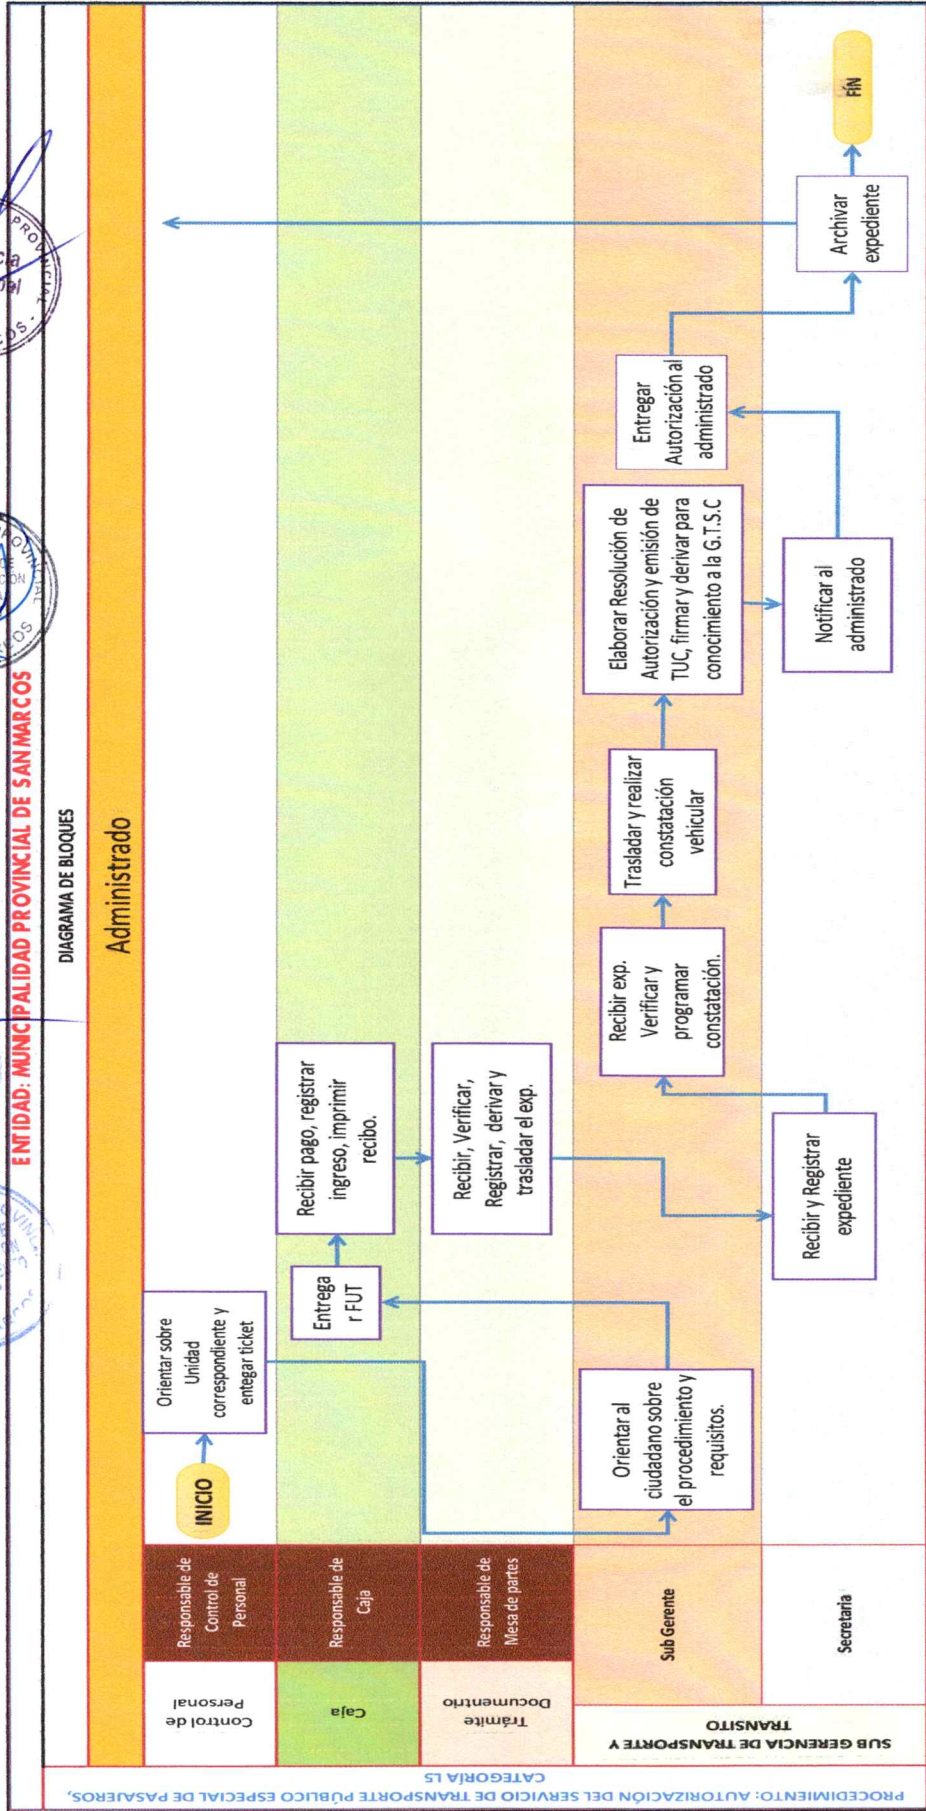 ENTIDAD: MUNICIPALIDAD PROVINCIAL DE SAN MARCOS
DIAGRAMA DE BLOQUES
Administrado
PROCEDIMIENTO: AUTORIZACIÓN DEL SERVICIO DE TRANSPORTE PÚBLICO ESPECIAL DE PASAJEROS,
CATEGORÍA L5
Control de
Personal
Responsable de
Control de
Personal
INICIO
Orientar sobre
Unidad
correspondiente y
entegar ticket
Caja
Responsable de
Caja
Entrega
r FUT
Recibir pago, registrar
ingreso, imprimir
recibo.
Trámite
Documentrio
Responsable de
Mesa de partes
Recibir, Verificar,
Registrar, derivar y
trasladar el exp.
SUB GERENCIA DE TRANSPORTE Y
TRANSITO
Sub Gerente
Orientar al
ciudadano sobre
el procedimiento y
requisitos.
Recibir exp.
Verificar y
programar
constatación.
Trasladar y realizar
constatación
vehicular
Elaborar Resolución de
Autorización y emisión de
TUC, firmar y derivar para
conocimiento a la G.T.S.C
Entregar
Autorización al
administrado
Secretaria
Recibir y Registrar
expediente
Notificar al
administrado
Archivar
expediente
FÍN